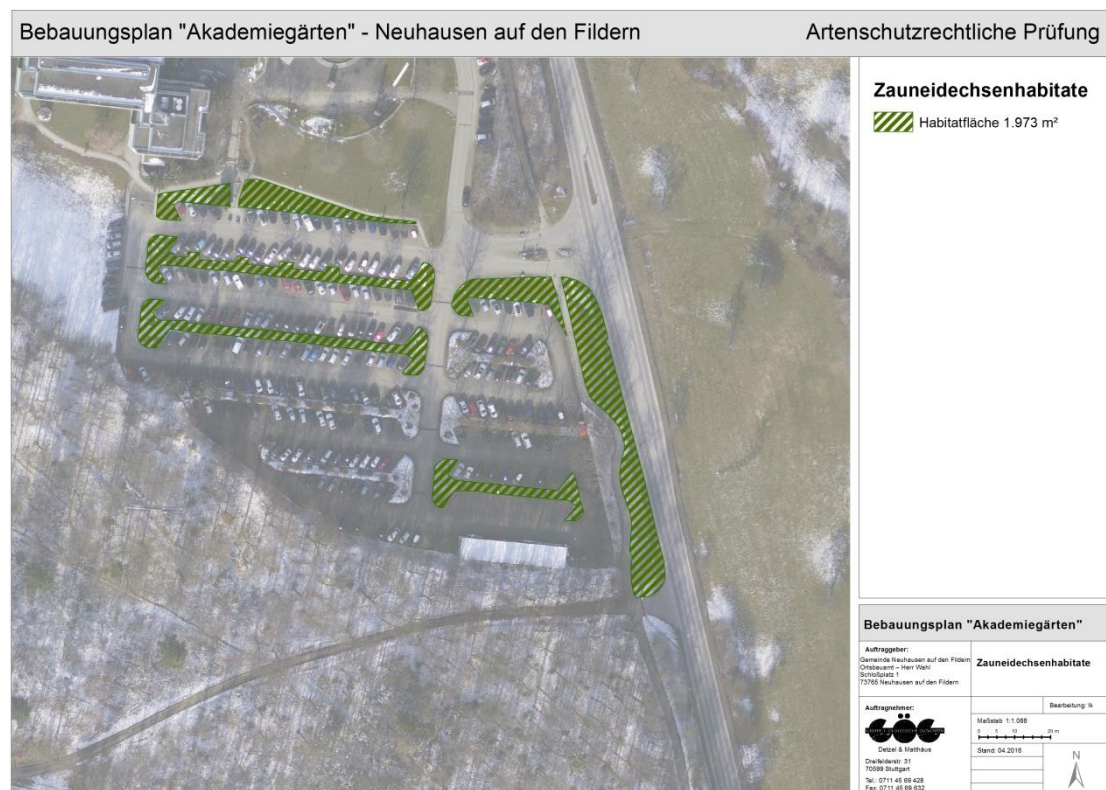 Bebauungsplan "Akademiegärten" - Neuhausen auf den Fildern
Artenschutzrechtliche Prüfung
Zauneidechsenhabitate
Habitatfläche 1.973 m²
Bebauungsplan "Akademiegärten"
Auftraggeber:
Gemeinde Neuhausen auf den Fildern
Ortsbauamt – Herr Wahl
Schloßplatz 1
73765 Neuhausen auf den Fildern
Zauneidechsenhabitate
Auftragnehmer:
GÖG
Detzel & Matthäus
Dreifelderstr. 31
70599 Stuttgart
Tel.: 0711 45 69 428
Fax: 0711 45 69 632
Bearbeitung: lk
Maßstab 1:1.088
0 5 10 20 m
Stand: 04.2016
N